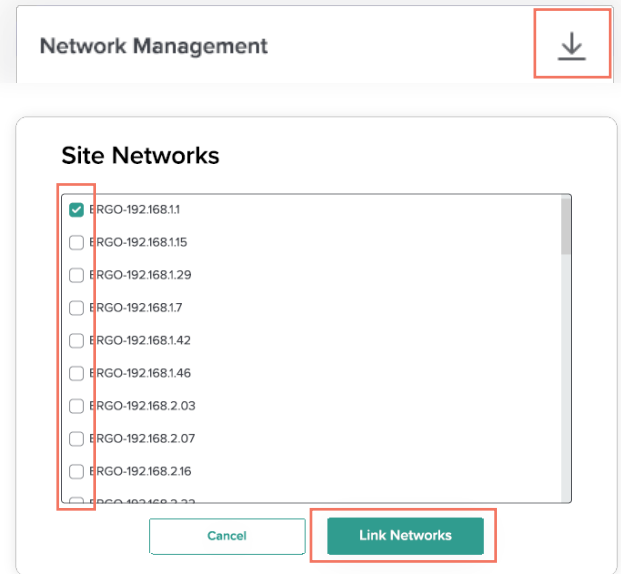 Network Management
Site Networks
ERGO-192.168.1.1
ERGO-192.168.1.15
ERGO-192.168.1.29
ERGO-192.168.1.7
ERGO-192.168.1.42
ERGO-192.168.1.46
ERGO-192.168.2.03
ERGO-192.168.2.07
ERGO-192.168.2.16
Cancel
Link Networks